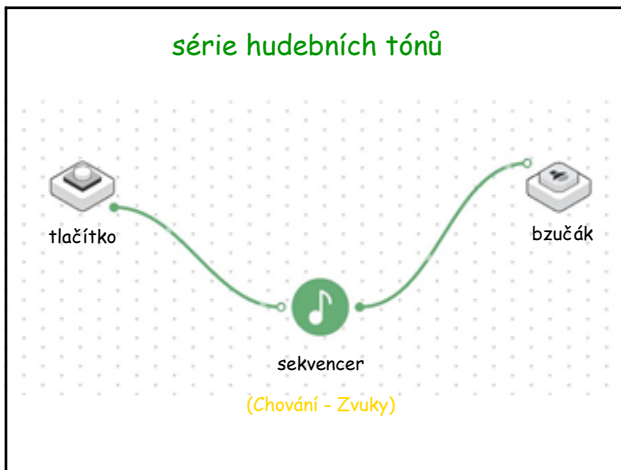 série hudebních tónů
tlačítko
bzučák
sekvencer
(Chování - Zvuky)